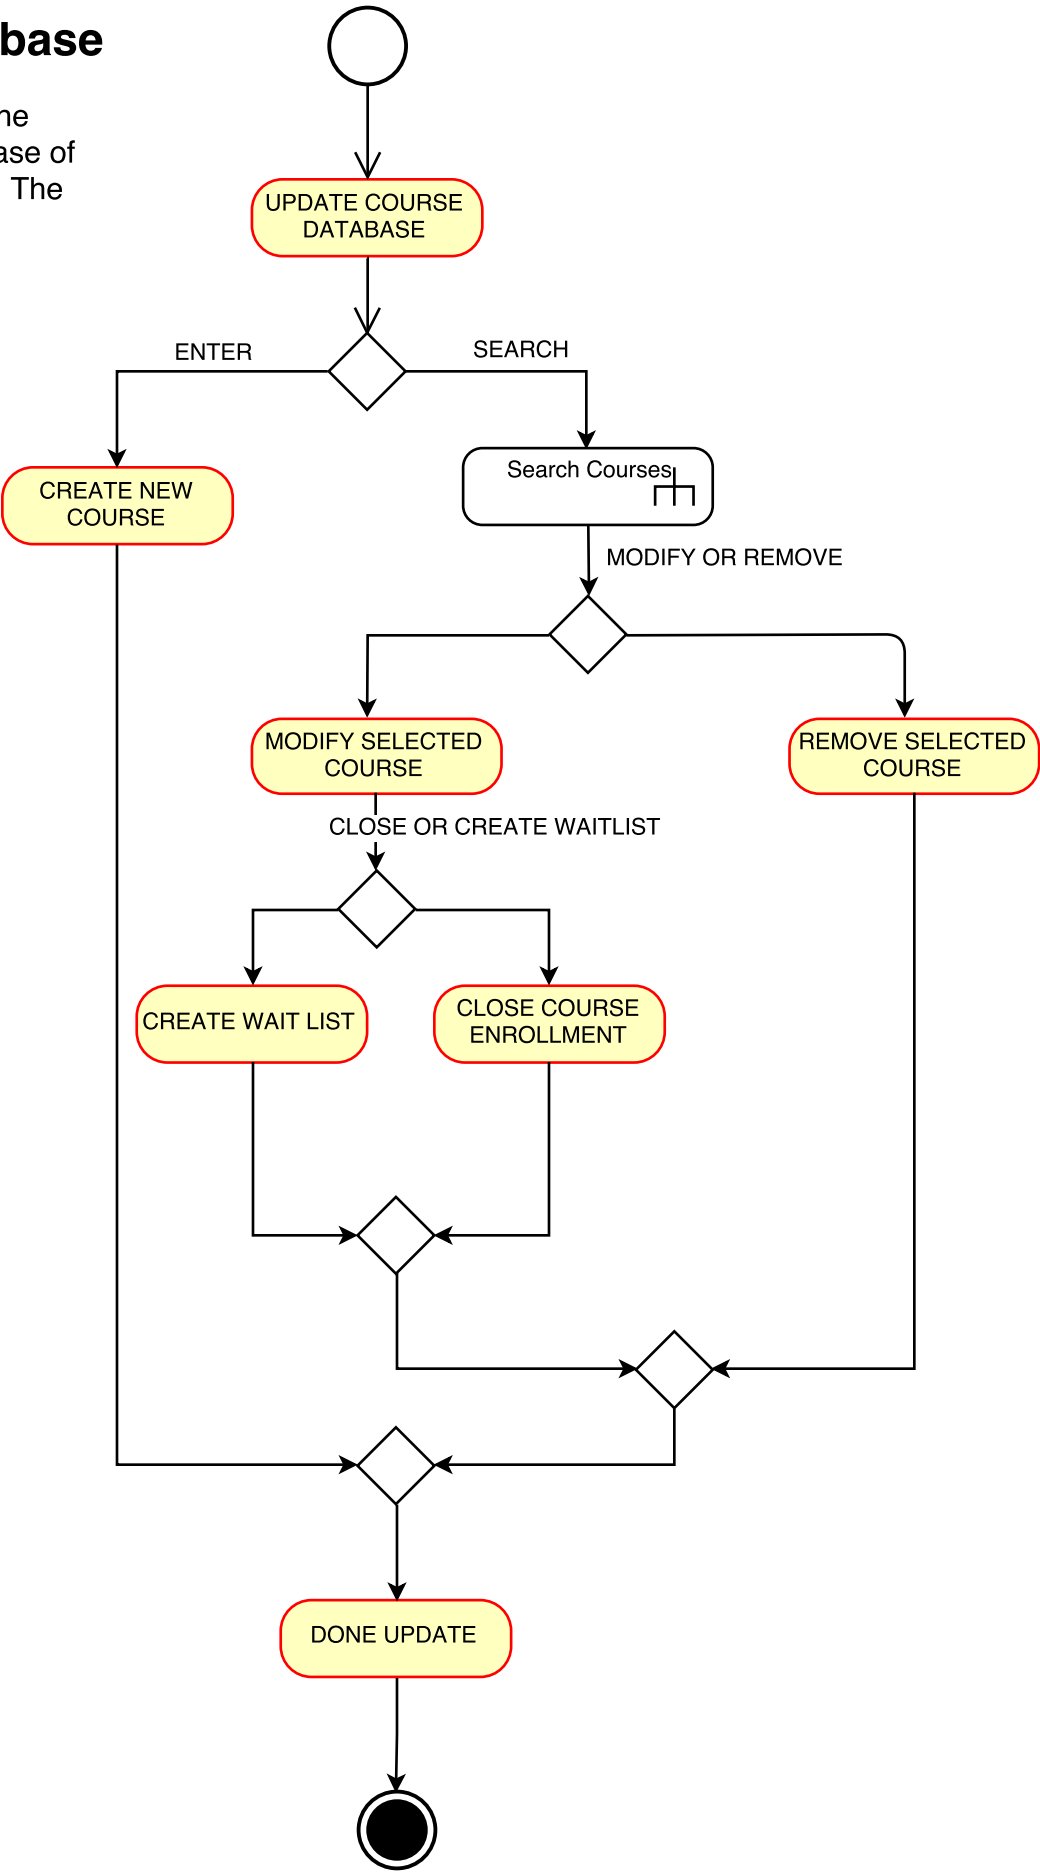 base
ne
ase of
The
UPDATE COURSE
DATABASE
ENTER
SEARCH
CREATE NEW
COURSE
Search Courses
MODIFY OR REMOVE
MODIFY SELECTED
COURSE
REMOVE SELECTED
COURSE
CLOSE OR CREATE WAITLIST
CREATE WAIT LIST
CLOSE COURSE
ENROLLMENT
DONE UPDATE